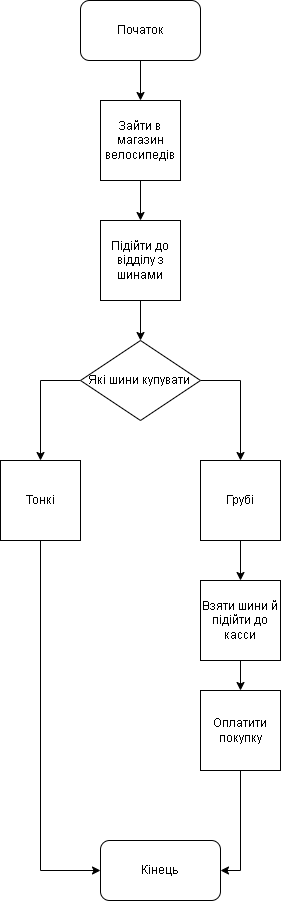 Початок
Зайти в
магазин
велосипедів
Підійти до
відділу з
шинами
Які шини купувати
Тонкі
Грубі
Взяти шини й
підійти до
касси
Оплатити
покупку
Кінець